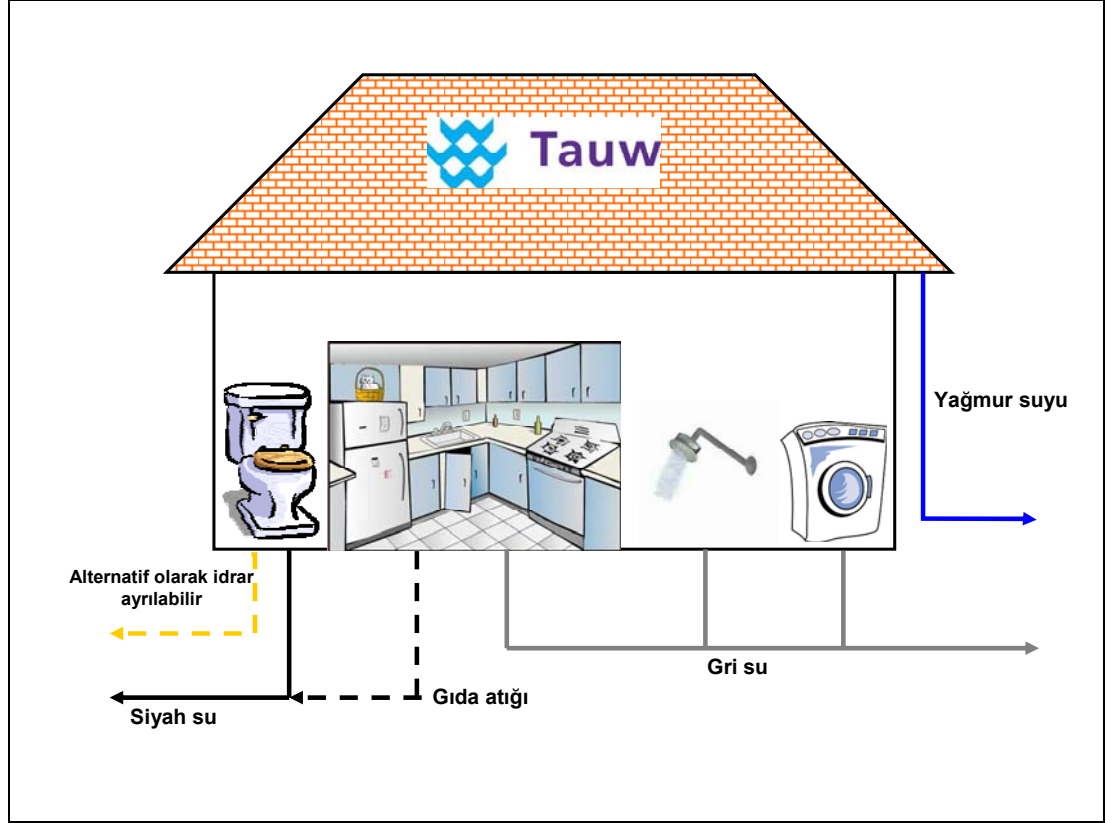 Tauw
Yağmur suyu
Alternatif olarak idrar
ayrılabilir
Gri su
Gıda atığı
Siyah su